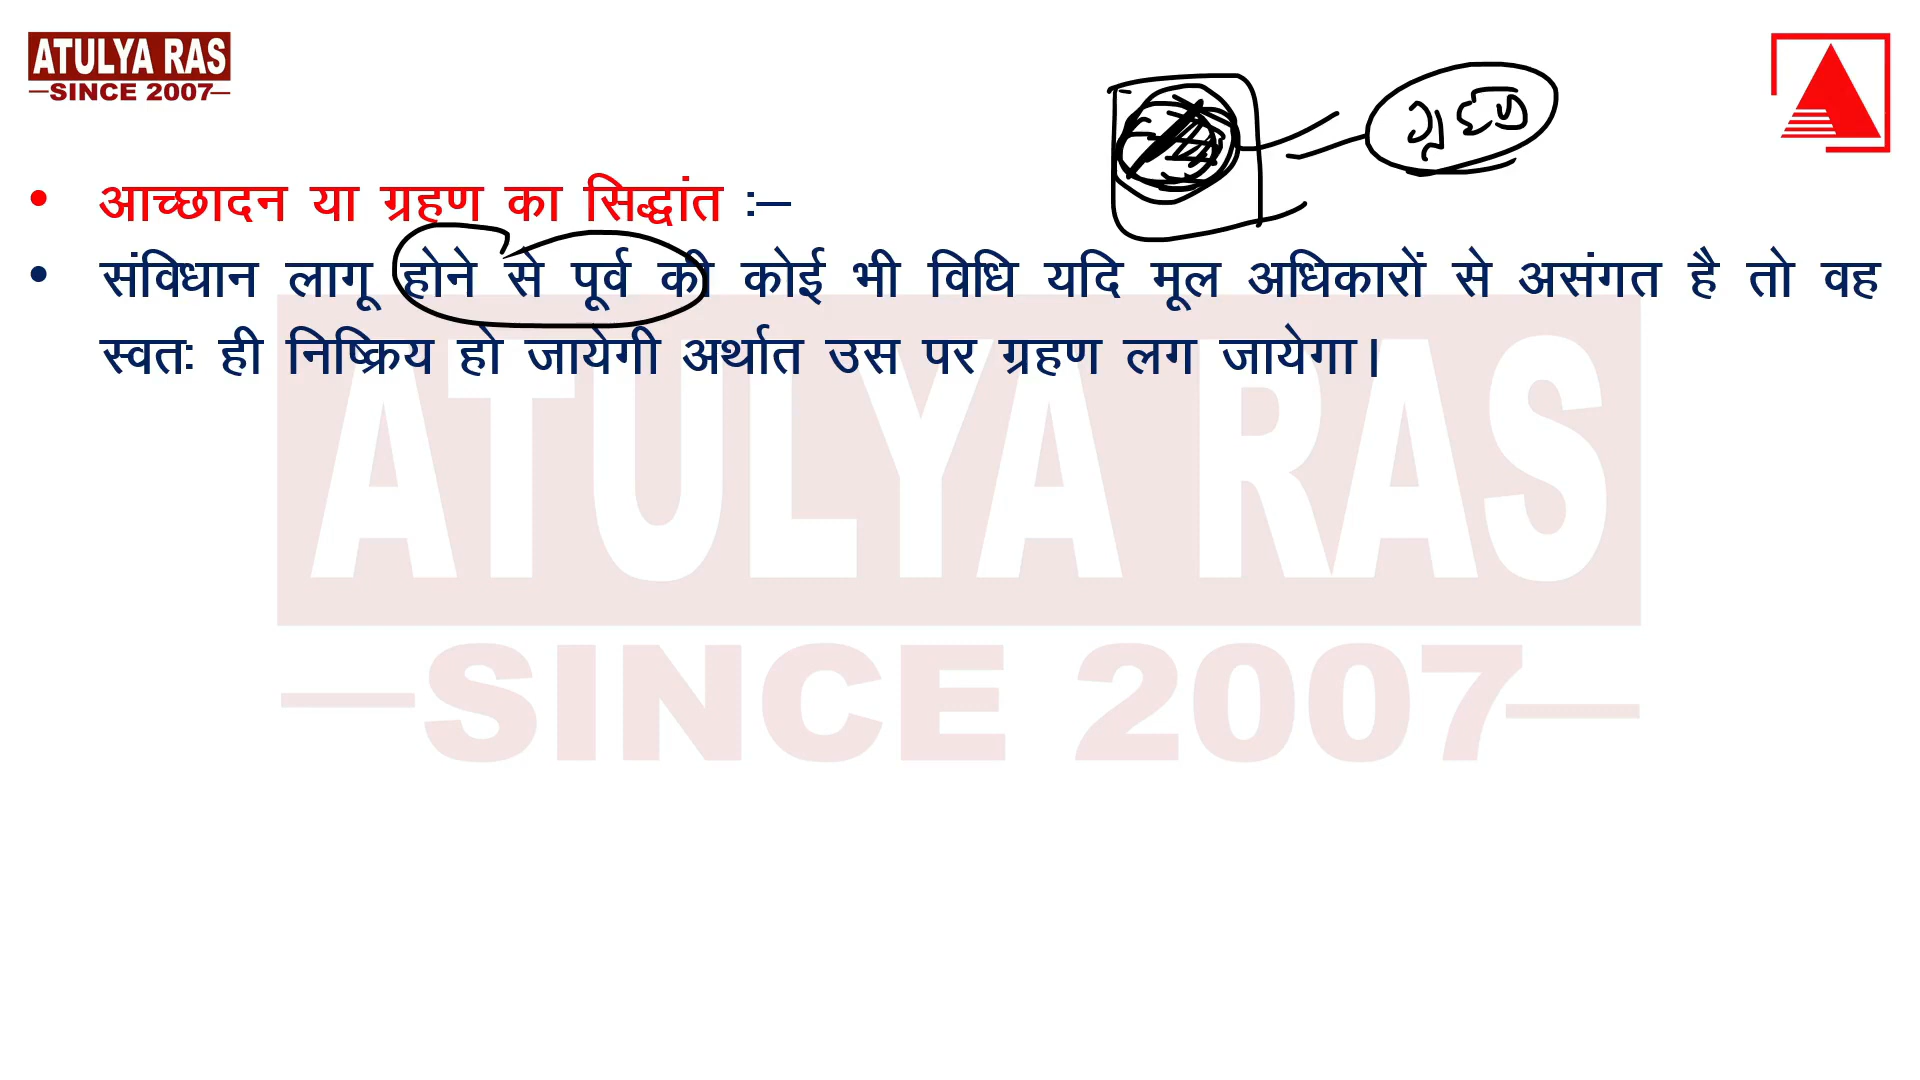 ATULYA RAS
SINCE 2007
• आच्छादन या ग्रहण का सिद्धांत :–
• संविधान लागू होने से पूर्व की कोई भी विधि यदि मूल अधिकारों से असंगत है तो वह
स्वतः ही निष्क्रिय हो जायेगी अर्थात उस पर ग्रहण लग जायेगा।
ATULYA RAS
SINCE 2007